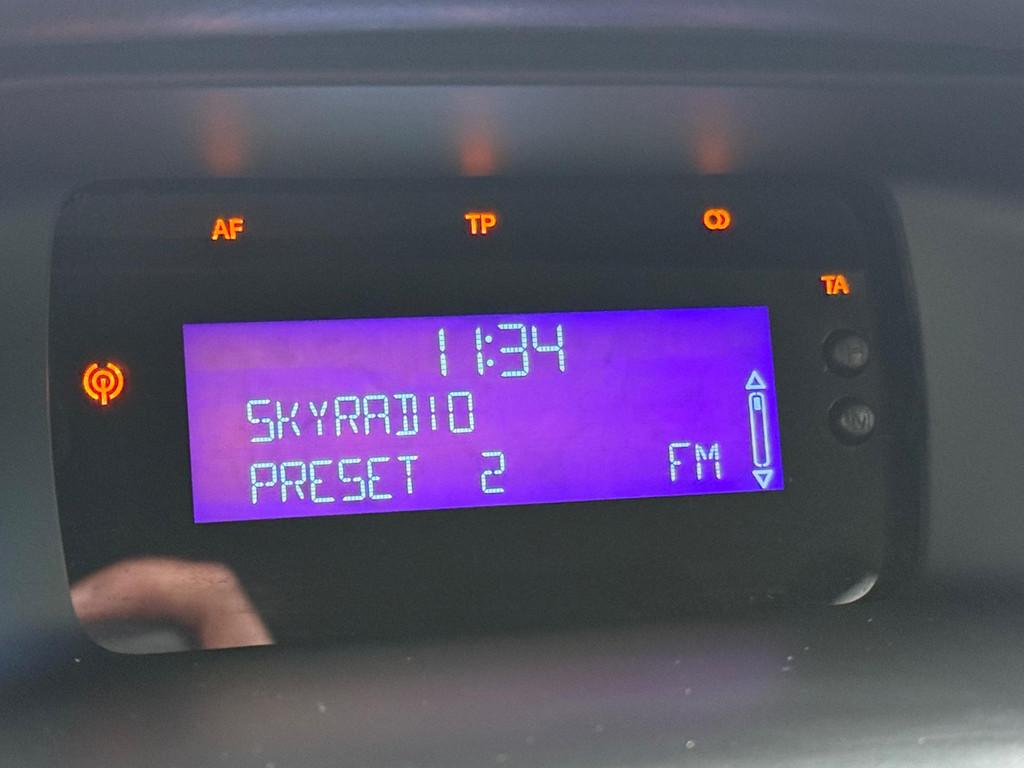 AF TP
TA
11:34
SKYRADIO
PRESET 2 FM